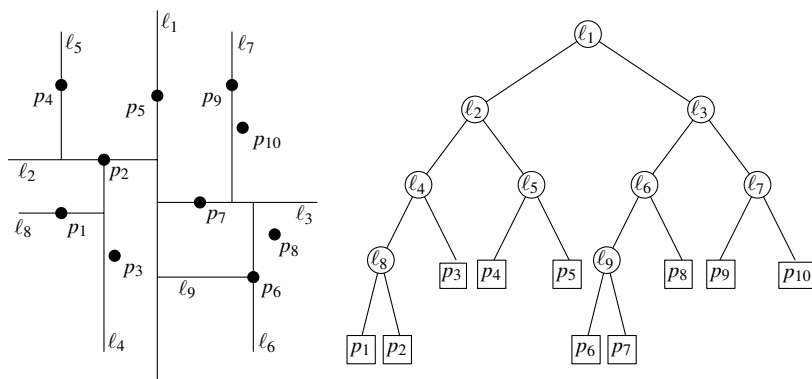 ℓ1
ℓ5
ℓ7
p4
p5
p9
p10
ℓ2
p2
p7
ℓ3
ℓ8
p1
p3
p8
ℓ9
p6
ℓ4
ℓ6
ℓ1
ℓ2 ℓ3
ℓ4 ℓ5 ℓ6 ℓ7
ℓ8 p3 p4 p5 ℓ9 p8 p9 p10
p1 p2 p6 p7